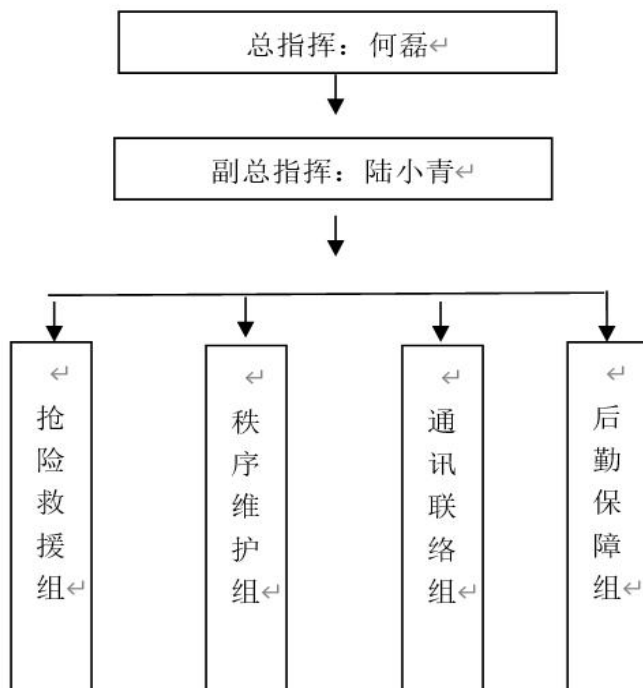 总指挥：何磊
副总指挥：陆小青
抢险救援组
秩序维护组
通讯联络组
后勤保障组